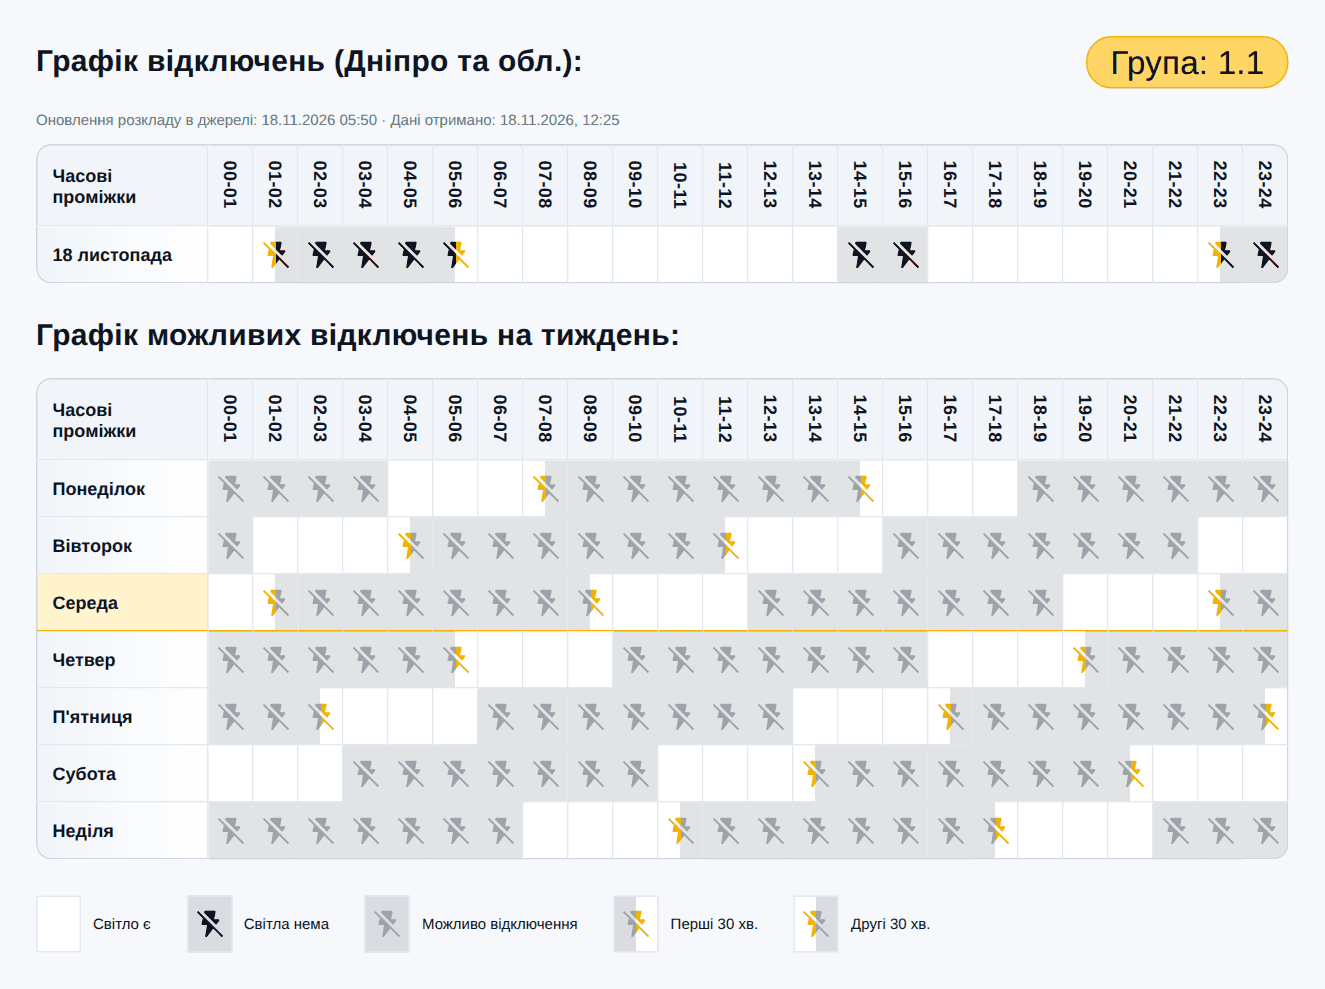 Графік відключень (Дніпро та обл.):
Група: 1.1
Оновлення розкладу в джерелі: 18.11.2026 05:50 · Дані отримано: 18.11.2026, 12:25
Часові проміжки 00-01 01-02 02-03 03-04 04-05 05-06 06-07 07-08 08-09 09-10 10-11 11-12 12-13 13-14 14-15 15-16 16-17 17-18 18-19 19-20 20-21 21-22 22-23 23-24
18 листопада
Графік можливих відключень на тиждень:
Часові проміжки 00-01 01-02 02-03 03-04 04-05 05-06 06-07 07-08 08-09 09-10 10-11 11-12 12-13 13-14 14-15 15-16 16-17 17-18 18-19 19-20 20-21 21-22 22-23 23-24
Понеділок
Вівторок
Середа
Четвер
П'ятниця
Субота
Неділя
Світло є Світла нема Можливо відключення Перші 30 хв. Другі 30 хв.